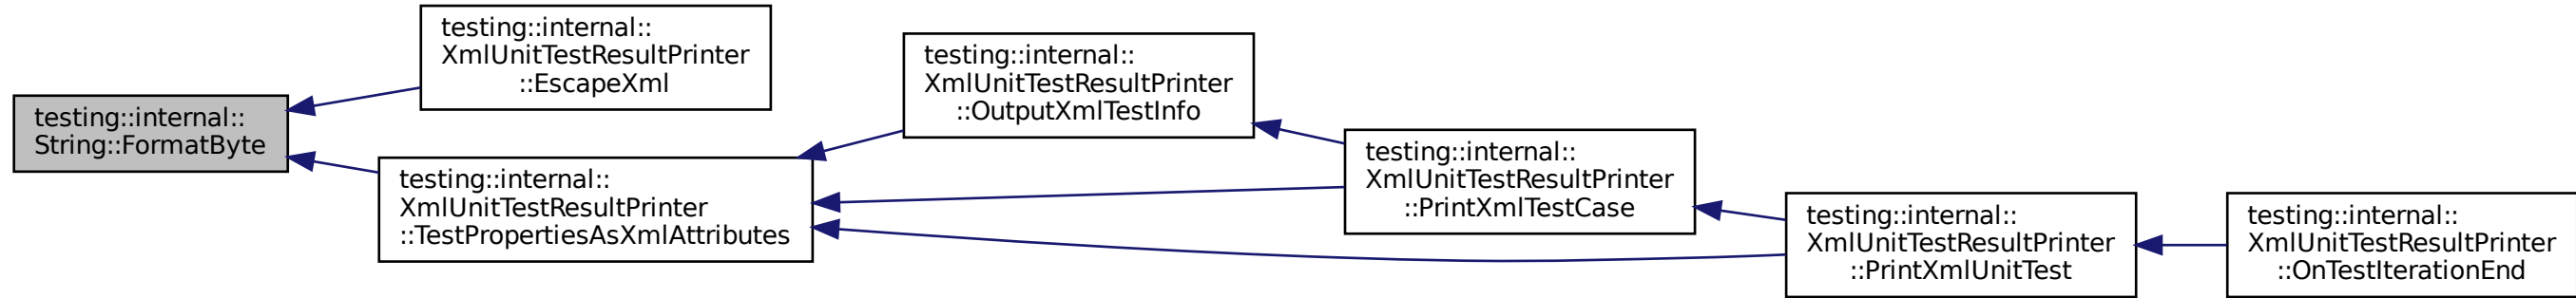 testing::internal::
String::FormatByte
testing::internal::
XmlUnitTestResultPrinter
::EscapeXml
testing::internal::
XmlUnitTestResultPrinter
::TestPropertiesAsXmlAttributes
testing::internal::
XmlUnitTestResultPrinter
::OutputXmlTestInfo
testing::internal::
XmlUnitTestResultPrinter
::PrintXmlTestCase
testing::internal::
XmlUnitTestResultPrinter
::PrintXmlUnitTest
testing::internal::
XmlUnitTestResultPrinter
::OnTestIterationEnd